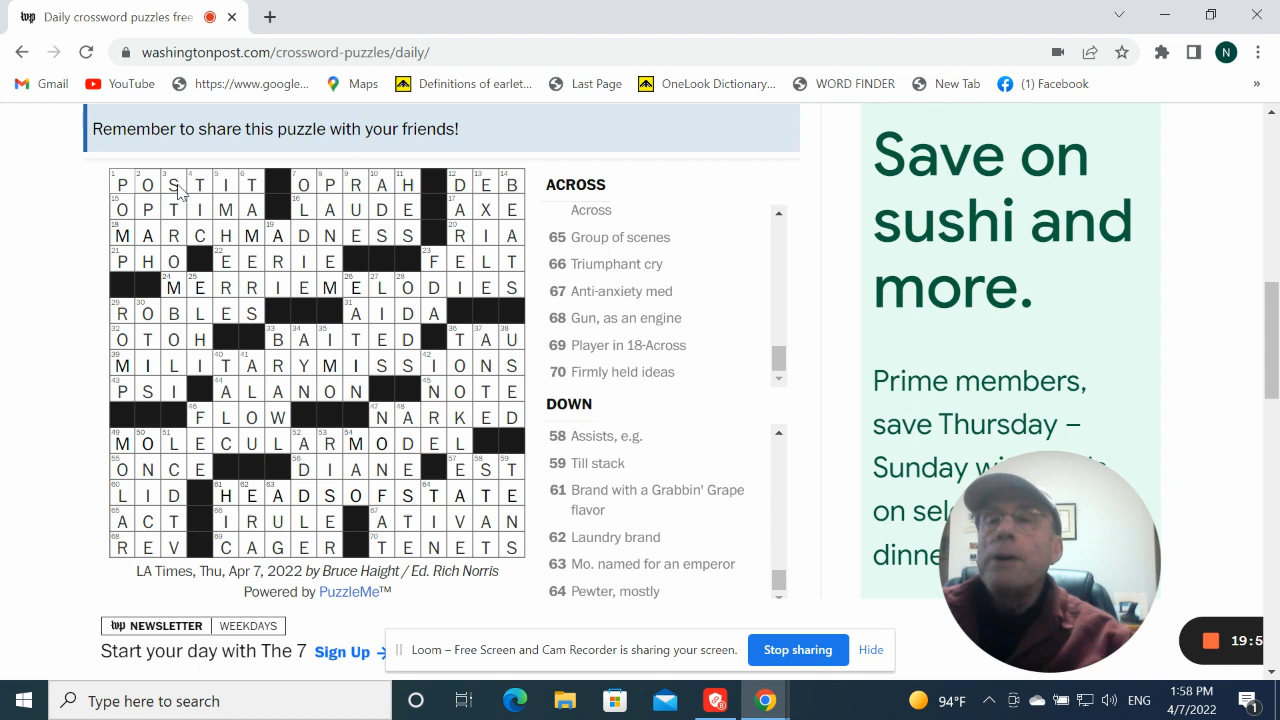 Daily crossword puzzles free
washingtonpost.com/crossword-puzzles/daily/
N
Gmail YouTube https://www.google... Maps Definitions of earlet... Last Page OneLook Dictionary... WORD FINDER New Tab (1) Facebook »
Remember to share this puzzle with your friends!
P O S T I T O P R A H D E B
O P T I M A L A U D E A X E
M A R C H M A D N E S S R I A
P H O E E R I E F E L T
M E R R I E M E L O D I E S
R O B L E S A I D A
O T O H B A I T E D T A U
M I L I T A R Y M I S S I O N S
P S I A L A N O N N O T E
F L O W N A R K E D
M O L E C U L A R M O D E L
O N C E D I A N E E S T
L I D H E A D S O F S T A T E
A C T I R U L E A T I V A N
R E V C A G E R T E N E T S
LA Times, Thu, Apr 7, 2022 by Bruce Haight / Ed. Rich Norris
Powered by PuzzleMe™
ACROSS
Across
65 Group of scenes
66 Triumphant cry
67 Anti-anxiety med
68 Gun, as an engine
69 Player in 18-Across
70 Firmly held ideas
DOWN
58 Assists, e.g.
59 Till stack
61 Brand with a Grabbin' Grape
flavor
62 Laundry brand
63 Mo. named for an emperor
64 Pewter, mostly
Save on
sushi and
more.
Prime members,
save Thursday –
Sunday
on
dinne
wp NEWSLETTER WEEKDAYS
Start your day with The 7 Sign Up →
Loom – Free Screen and Cam Recorder is sharing your screen. Stop sharing Hide
19:5
Type here to search
94°F ENG
1:58 PM
4/7/2022
1